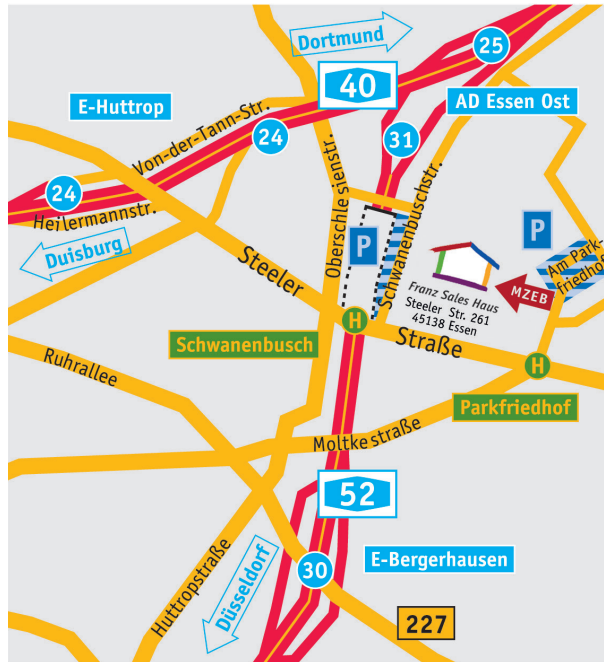 Dortmund
25
40
E-Huttrop
AD Essen Ost
Von-der-Tann-Str.
24
31
24
Heilermannstr.
Oberschlesienstr.
Schwanenbuschstr.
P
P
Duisburg
Am Park-
friedhof
MZEB
Steeler
Franz Sales Haus
Steeler Str. 261
45138 Essen
H
Straße
Schwanenbusch
Ruhrallee
H
Parkfriedhof
Moltkestraße
52
Düsseldorf
Huttropstraße
30
E-Bergerhausen
227